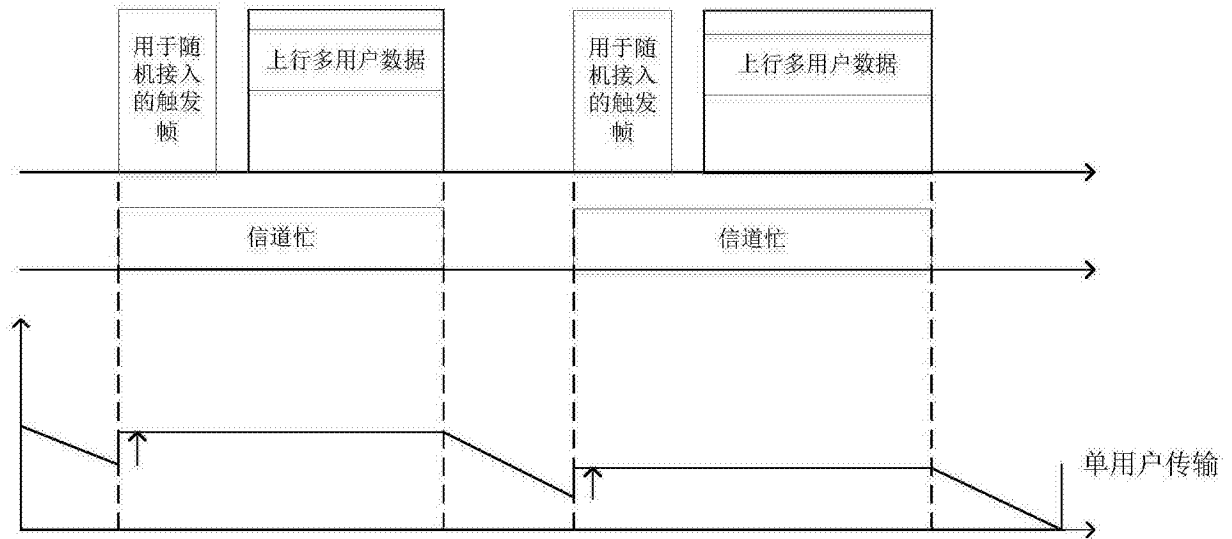 用于随
机接入
的触发
帧
上行多用户数据
用于随
机接入
的触发
帧
上行多用户数据
信道忙
信道忙
单用户传输